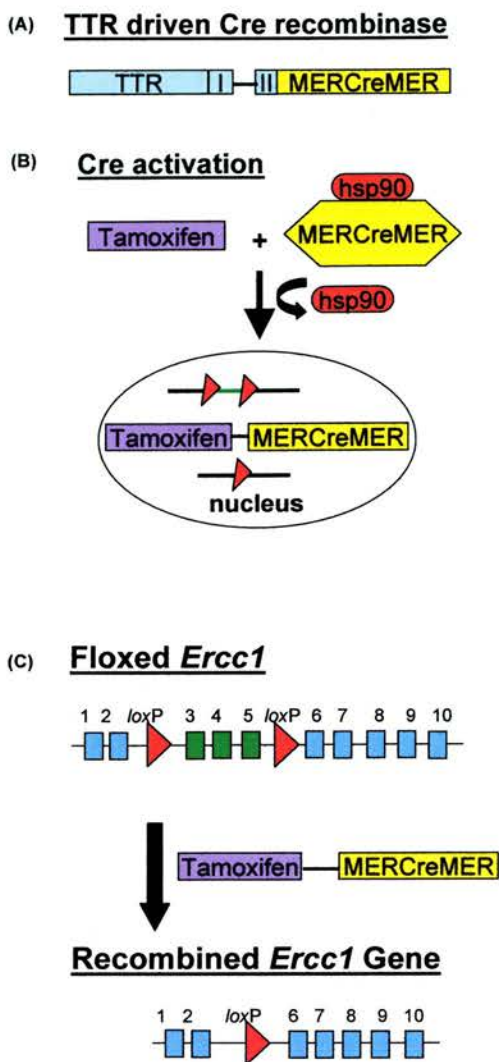 (A) TTR driven Cre recombinase
TTR I II MERCreMER
(B) Cre activation
hsp90
Tamoxifen + MERCreMER
hsp90
Tamoxifen MERCreMER
nucleus
(C) Floxed Ercc1
1 2 loxP 3 4 5 loxP 6 7 8 9 10
Tamoxifen MERCreMER
Recombined Ercc1 Gene
1 2 loxP 6 7 8 9 10